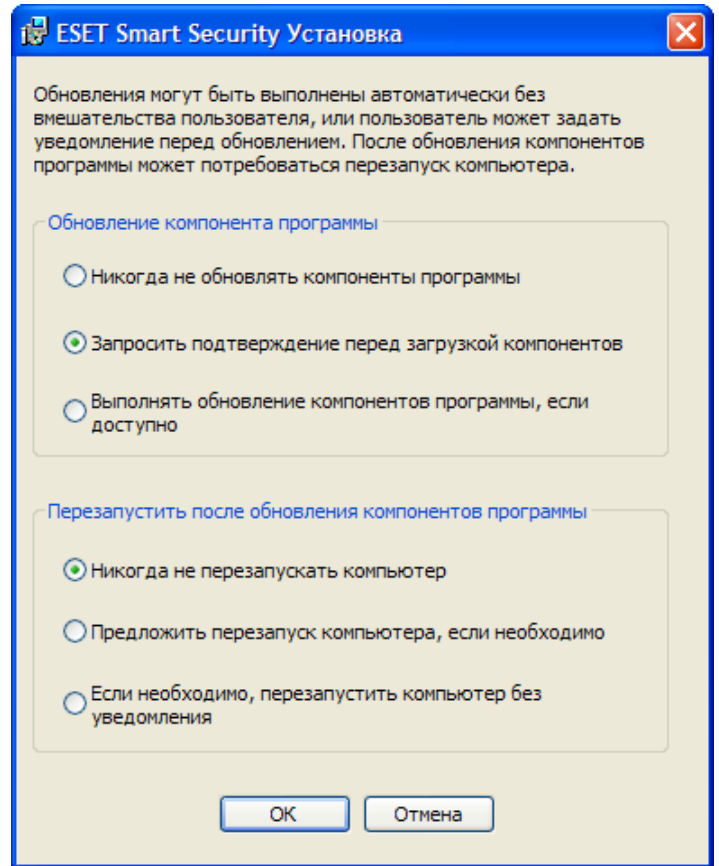 ESET Smart Security Установка
Обновления могут быть выполнены автоматически без
вмешательства пользователя, или пользователь может задать
уведомление перед обновлением. После обновления компонентов
программы может потребоваться перезапуск компьютера.
Обновление компонента программы
Никогда не обновлять компоненты программы
Запросить подтверждение перед загрузкой компонентов
Выполнять обновление компонентов программы, если
доступно
Перезапустить после обновления компонентов программы
Никогда не перезапускать компьютер
Предложить перезапуск компьютера, если необходимо
Если необходимо, перезапустить компьютер без
уведомления
ОК
Отмена